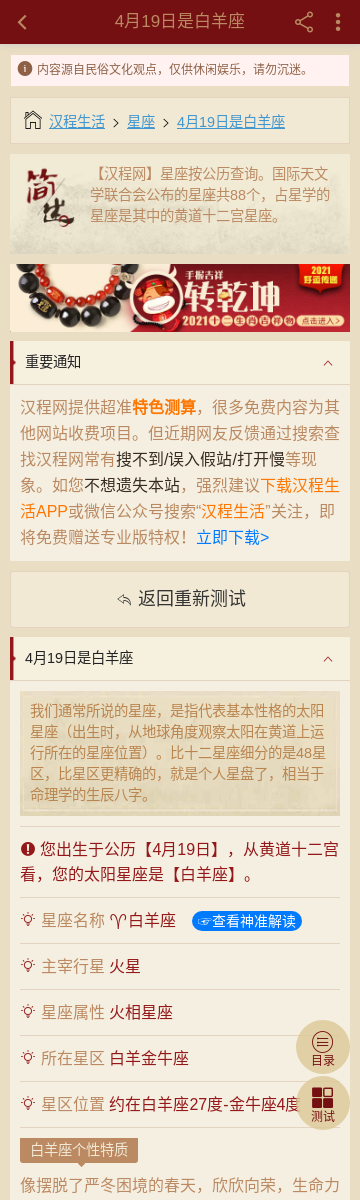 4月19日是白羊座
内容源自民俗文化观点，仅供休闲娱乐，请勿沉迷。
汉程生活 > 星座 > 4月19日是白羊座
简述
【汉程网】星座按公历查询。国际天文
学联合会公布的星座共88个，占星学的
星座是其中的黄道十二宫星座。
手握吉祥
转乾坤
2021
好运传递
2021十二生肖吉祥物
点击进入>
重要通知
汉程网提供超准特色测算，很多免费内容为其
他网站收费项目。但近期网友反馈通过搜索查
找汉程网常有搜不到/误入假站/打开慢等现
象。如您不想遗失本站，强烈建议下载汉程生
活APP或微信公众号搜索“汉程生活”关注，即
将免费赠送专业版特权！立即下载>
返回重新测试
4月19日是白羊座
我们通常所说的星座，是指代表基本性格的太阳
星座（出生时，从地球角度观察太阳在黄道上运
行所在的星座位置）。比十二星座细分的是48星
区，比星区更精确的，就是个人星盘了，相当于
命理学的生辰八字。
您出生于公历【4月19日】，从黄道十二宫
看，您的太阳星座是【白羊座】。
星座名称 ♈白羊座 ☞查看神准解读
主宰行星 火星
星座属性 火相星座
所在星区 白羊金牛座
星区位置 约在白羊座27度-金牛座4度
目录
测试
白羊座个性特质
像摆脱了严冬困境的春天，欣欣向荣，生命力